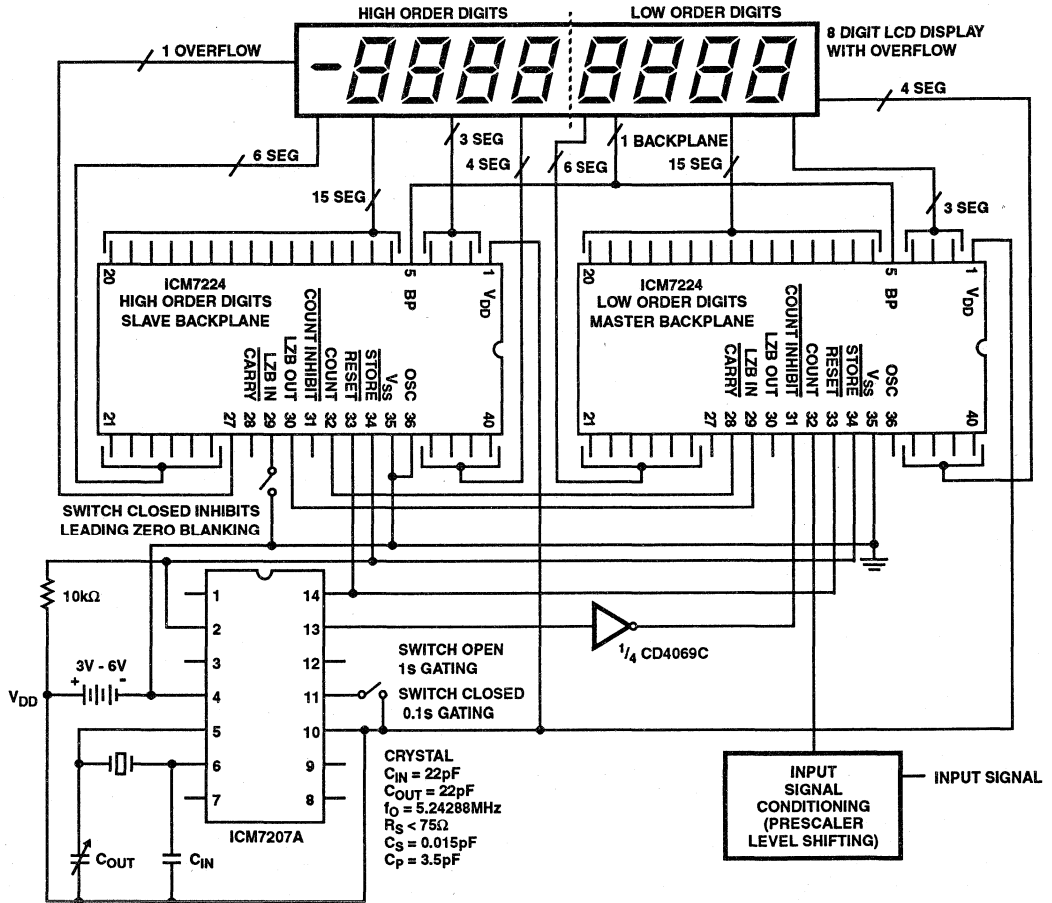 HIGH ORDER DIGITS
LOW ORDER DIGITS
1 OVERFLOW
-8888 8888
8 DIGIT LCD DISPLAY
WITH OVERFLOW
4 SEG
6 SEG
15 SEG
3 SEG
4 SEG
6 SEG
1 BACKPLANE
15 SEG
3 SEG
20
5
1
ICM7224
HIGH ORDER DIGITS
SLAVE BACKPLANE
BP
VDD
CARRY
LZB IN
LZB OUT
COUNT INHIBIT
COUNT
RESET
STORE
VSS
OSC
21
27
28
29
30
31
32
33
34
35
36
40
20
5
1
ICM7224
LOW ORDER DIGITS
MASTER BACKPLANE
BP
VDD
CARRY
LZB IN
LZB OUT
COUNT INHIBIT
COUNT
RESET
STORE
VSS
OSC
21
27
28
29
30
31
32
33
34
35
36
40
SWITCH CLOSED INHIBITS
LEADING ZERO BLANKING
10kΩ
3V - 6V
+ -
VDD
1
2
3
4
5
6
7
14
13
12
11
10
9
8
ICM7207A
COUT
CIN
SWITCH OPEN
1s GATING
SWITCH CLOSED
0.1s GATING
1/4 CD4069C
CRYSTAL
CIN = 22pF
COUT = 22pF
fO = 5.24288MHz
RS < 75Ω
CS = 0.015pF
CP = 3.5pF
INPUT
SIGNAL
CONDITIONING
(PRESCALER
LEVEL SHIFTING)
INPUT SIGNAL